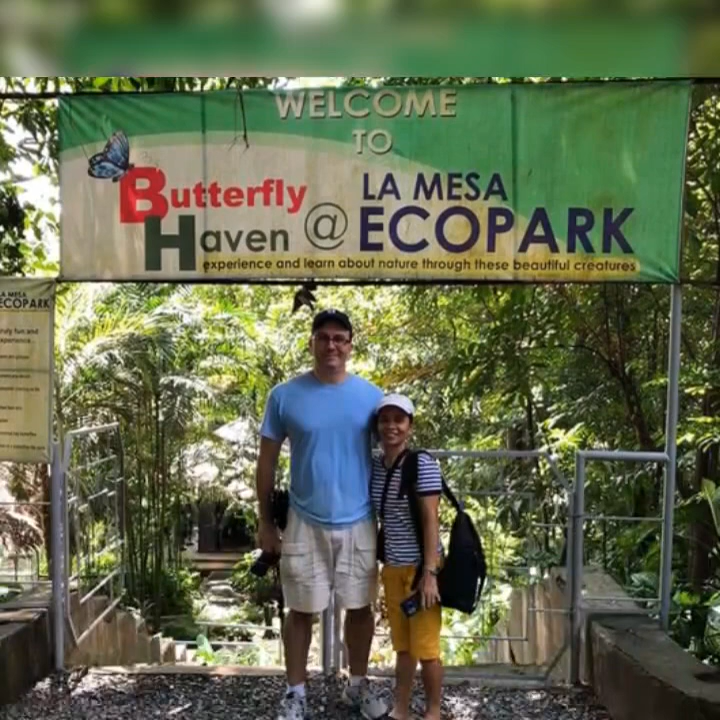 WELCOME
TO
Butterfly
Haven @ LA MESA
ECOPARK
experience and learn about nature through these beautiful creatures
LA MESA
ECOPARK